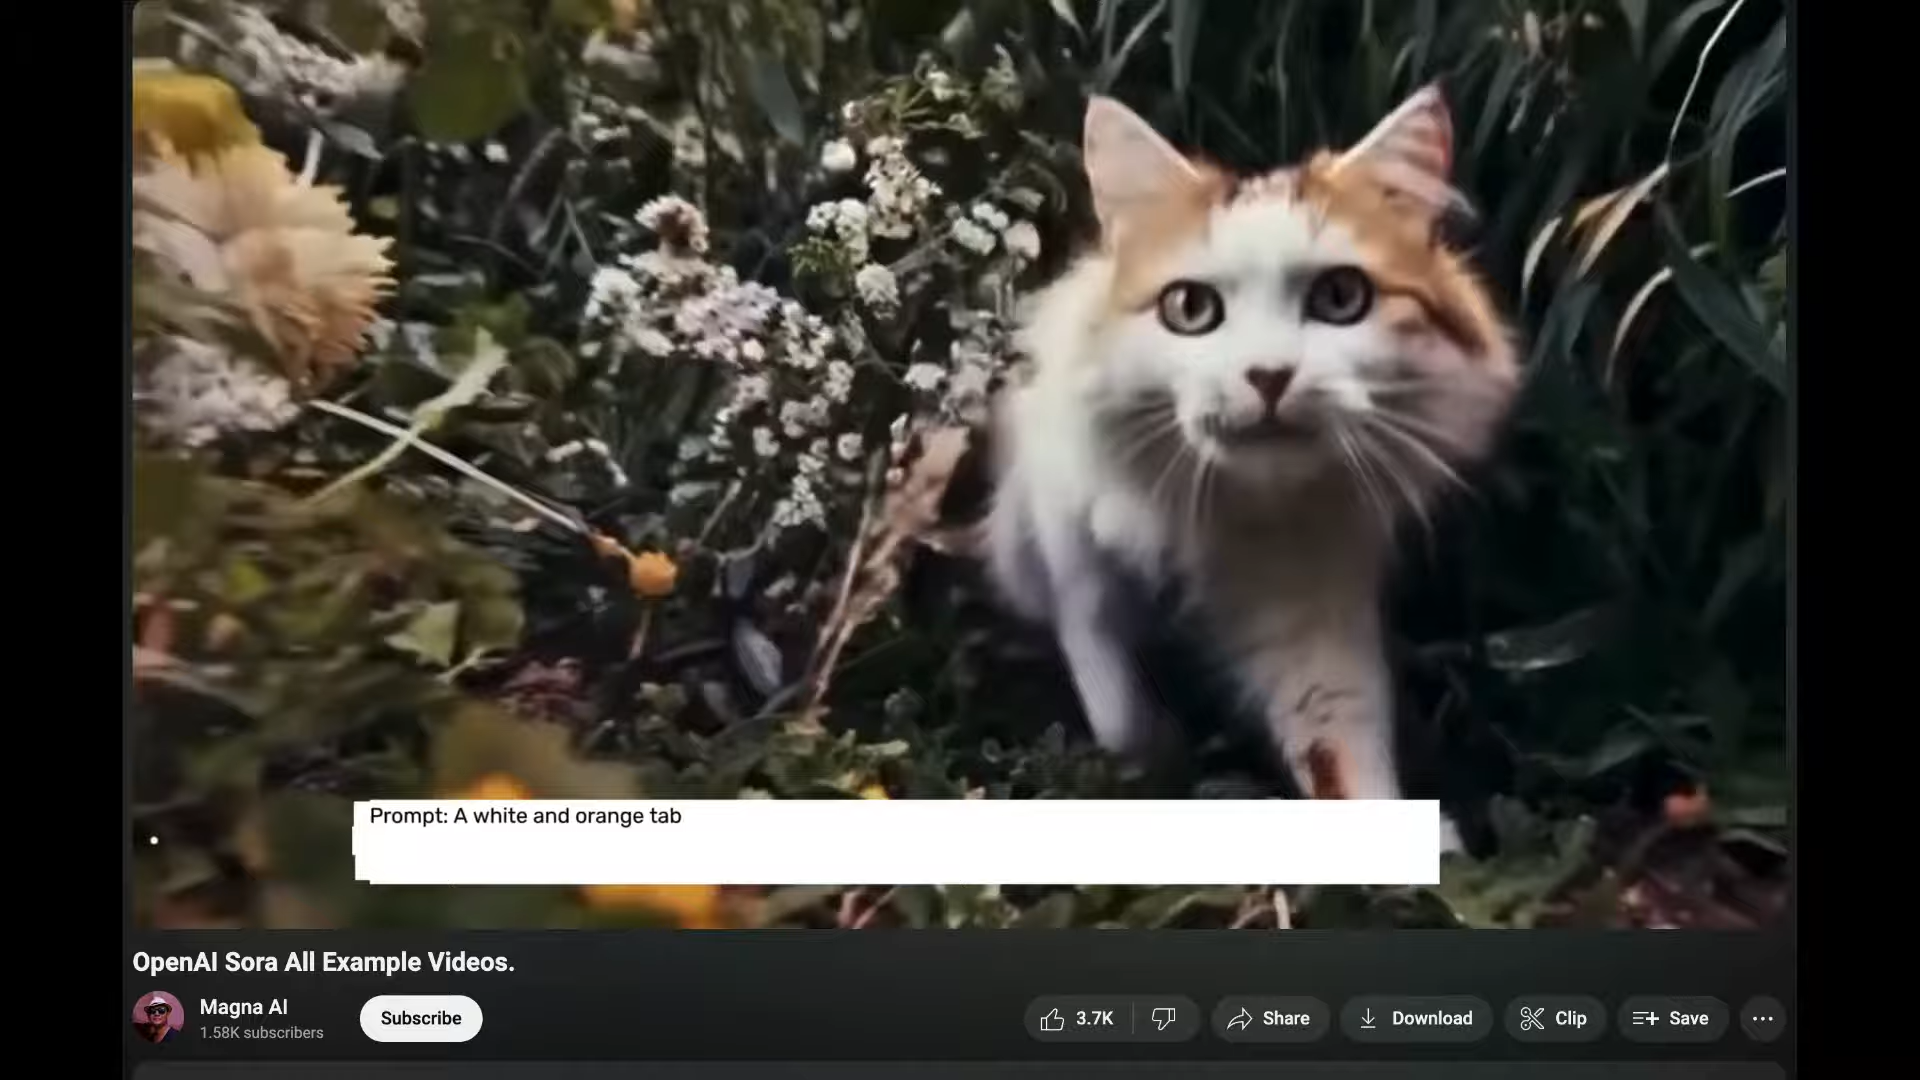 Prompt: A white and orange tab
OpenAI Sora All Example Videos.
Magna AI
1.58K subscribers
Subscribe
3.7K
Share
Download
Clip
Save